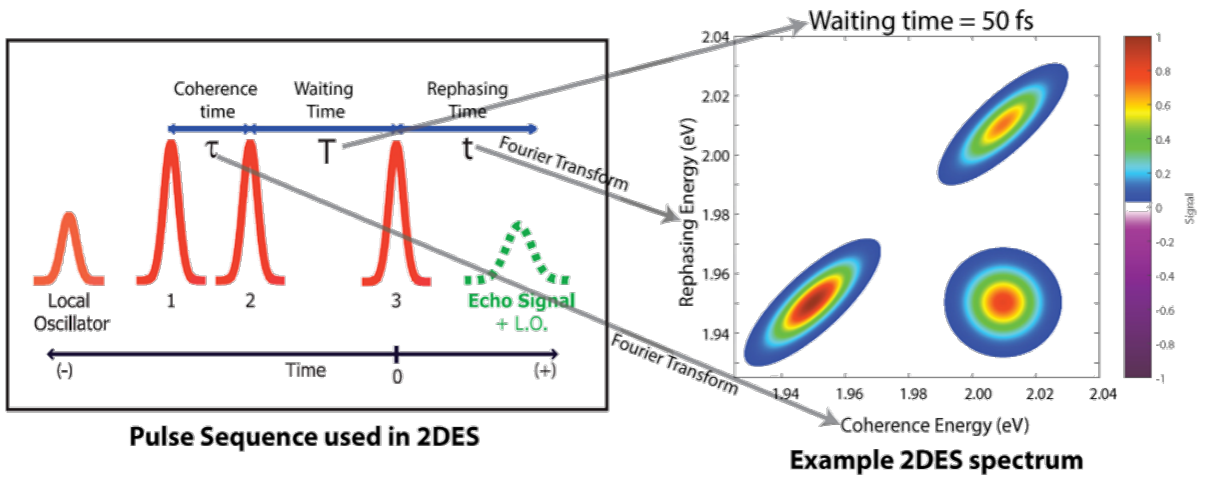 Coherence
time
Waiting
Time
Rephasing
Time
τ
T
t
Local
Oscillator
1
2
3
Echo Signal
+ L.O.
(-)
Time
0
(+)
Pulse Sequence used in 2DES
Fourier Transform
Fourier Transform
Waiting time = 50 fs
2.04
2.02
2.00
1.98
1.96
1.94
Rephasing Energy (eV)
1.94
1.96
1.98
2.00
2.02
2.04
Coherence Energy (eV)
1
0.8
0.6
0.4
0.2
0
-0.2
-0.4
-0.6
-0.8
-1
Signal
Example 2DES spectrum